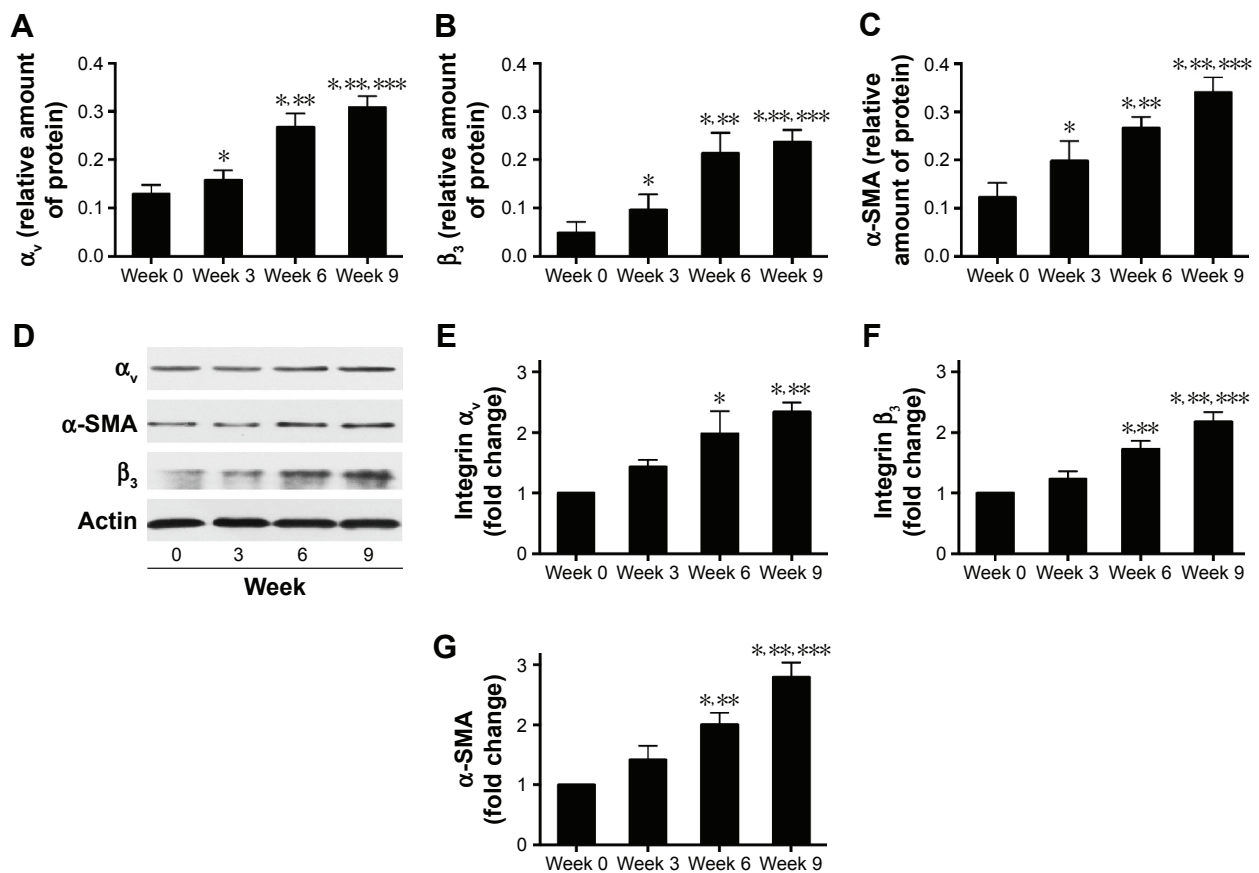 A
αv (relative amount
of protein)
0.4
0.3
0.2
0.1
0.0
*
*,**
*,**,***
Week 0 Week 3 Week 6 Week 9
B
β3 (relative amount
of protein)
0.4
0.3
0.2
0.1
0.0
*
*,**
*,**,***
Week 0 Week 3 Week 6 Week 9
C
α-SMA (relative
amount of protein)
0.4
0.3
0.2
0.1
0.0
*
*,**
*,**,***
Week 0 Week 3 Week 6 Week 9
D
αv
α-SMA
β3
Actin
0 3 6 9
Week
E
Integrin αv
(fold change)
3
2
1
0
*
*,**
Week 0 Week 3 Week 6 Week 9
F
Integrin β3
(fold change)
3
2
1
0
*,**
*,**,***
Week 0 Week 3 Week 6 Week 9
G
α-SMA
(fold change)
3
2
1
0
*,**
*,**,***
Week 0 Week 3 Week 6 Week 9